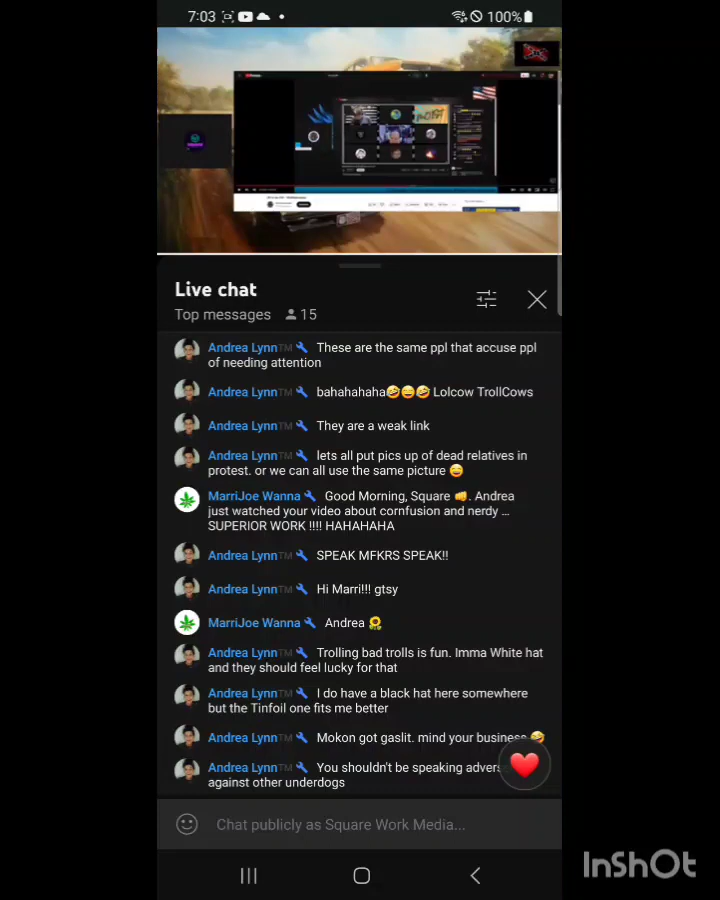 7:03
100%
Live chat
Top messages 15
Andrea Lynn™ These are the same ppl that accuse ppl
of needing attention
Andrea Lynn™ bahahahaha🤣😅🤣 Lolcow TrollCows
Andrea Lynn™ They are a weak link
Andrea Lynn™ lets all put pics up of dead relatives in
protest. or we can all use the same picture 😅
MarriJoe Wanna Good Morning, Square 👊. Andrea
just watched your video about cornfusion and nerdy ...
SUPERIOR WORK !!!! HAHAHAHA
Andrea Lynn™ SPEAK MFKRS SPEAK!!
Andrea Lynn™ Hi Marri!!! gtsy
MarriJoe Wanna Andrea 🌻
Andrea Lynn™ Trolling bad trolls is fun. Imma White hat
and they should feel lucky for that
Andrea Lynn™ I do have a black hat here somewhere
but the Tinfoil one fits me better
Andrea Lynn™ Mokon got gaslit. mind your business 🤣
Andrea Lynn™ You shouldn't be speaking advers
against other underdogs
Chat publicly as Square Work Media...
InShOt